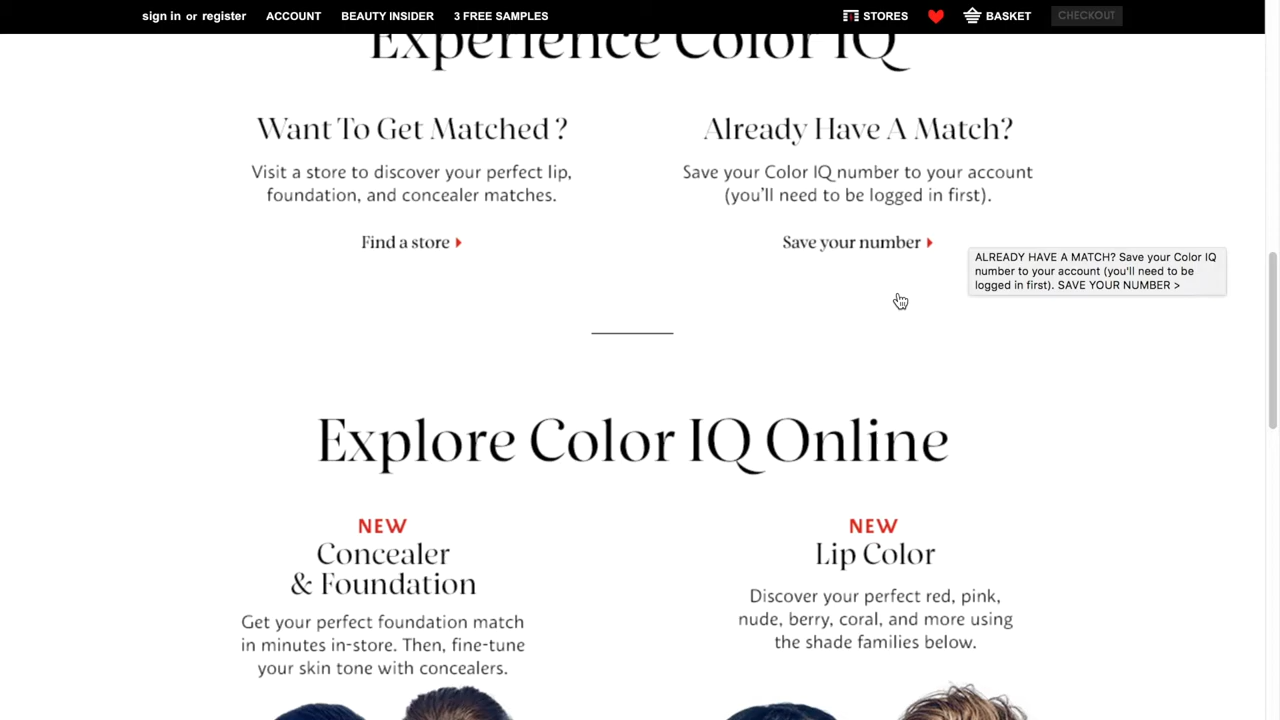 sign in or register ACCOUNT BEAUTY INSIDER 3 FREE SAMPLES STORES BASKET CHECKOUT
Experience Color IQ
Want To Get Matched ?
Visit a store to discover your perfect lip,
foundation, and concealer matches.
Find a store
Already Have A Match?
Save your Color IQ number to your account
(you'll need to be logged in first).
Save your number
ALREADY HAVE A MATCH? Save your Color IQ
number to your account (you'll need to be
logged in first). SAVE YOUR NUMBER >
Explore Color IQ Online
NEW
Concealer
& Foundation
Get your perfect foundation match
in minutes in-store. Then, fine-tune
your skin tone with concealers.
NEW
Lip Color
Discover your perfect red, pink,
nude, berry, coral, and more using
the shade families below.